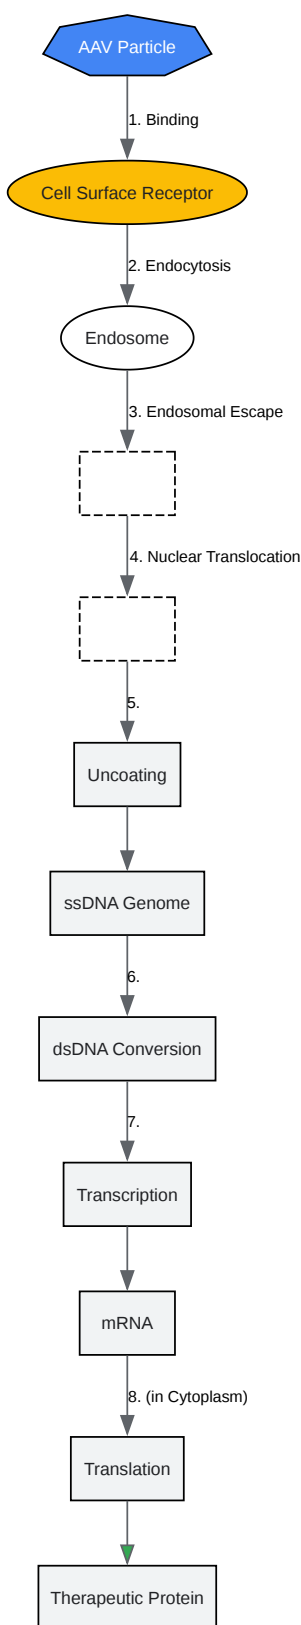 AAV Particle
1. Binding
Cell Surface Receptor
2. Endocytosis
Endosome
3. Endosomal Escape
4. Nuclear Translocation
5.
Uncoating
ssDNA Genome
6.
dsDNA Conversion
7.
Transcription
mRNA
8. (in Cytoplasm)
Translation
Therapeutic Protein